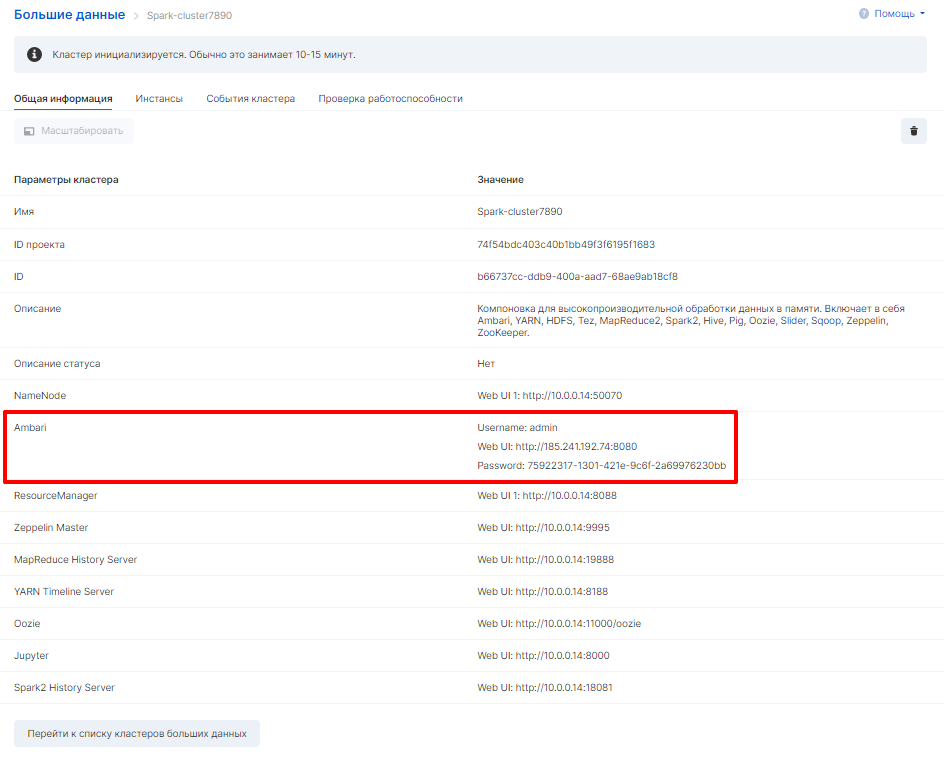 Большие данные > Spark-cluster7890
Помощь
Кластер инициализируется. Обычно это занимает 10-15 минут.
Общая информация Инстансы События кластера Проверка работоспособности
Масштабировать
Параметры кластера Значение
Имя Spark-cluster7890
ID проекта 74f54bdc403c40b1bb49f3f6195f1683
ID b66737cc-ddb9-400a-aad7-68ae9ab18cf8
Описание Компоновка для высокопроизводительной обработки данных в памяти. Включает в себя
Ambari, YARN, HDFS, Tez, MapReduce2, Spark2, Hive, Pig, Oozie, Slider, Sqoop, Zeppelin,
ZooKeeper.
Описание статуса Нет
NameNode Web UI 1: http://10.0.0.14:50070
Ambari Username: admin
Web UI: http://185.241.192.74:8080
Password: 75922317-1301-421e-9c6f-2a69976230bb
ResourceManager Web UI 1: http://10.0.0.14:8088
Zeppelin Master Web UI: http://10.0.0.14:9995
MapReduce History Server Web UI: http://10.0.0.14:19888
YARN Timeline Server Web UI: http://10.0.0.14:8188
Oozie Web UI: http://10.0.0.14:11000/oozie
Jupyter Web UI: http://10.0.0.14:8000
Spark2 History Server Web UI: http://10.0.0.14:18081
Перейти к списку кластеров больших данных